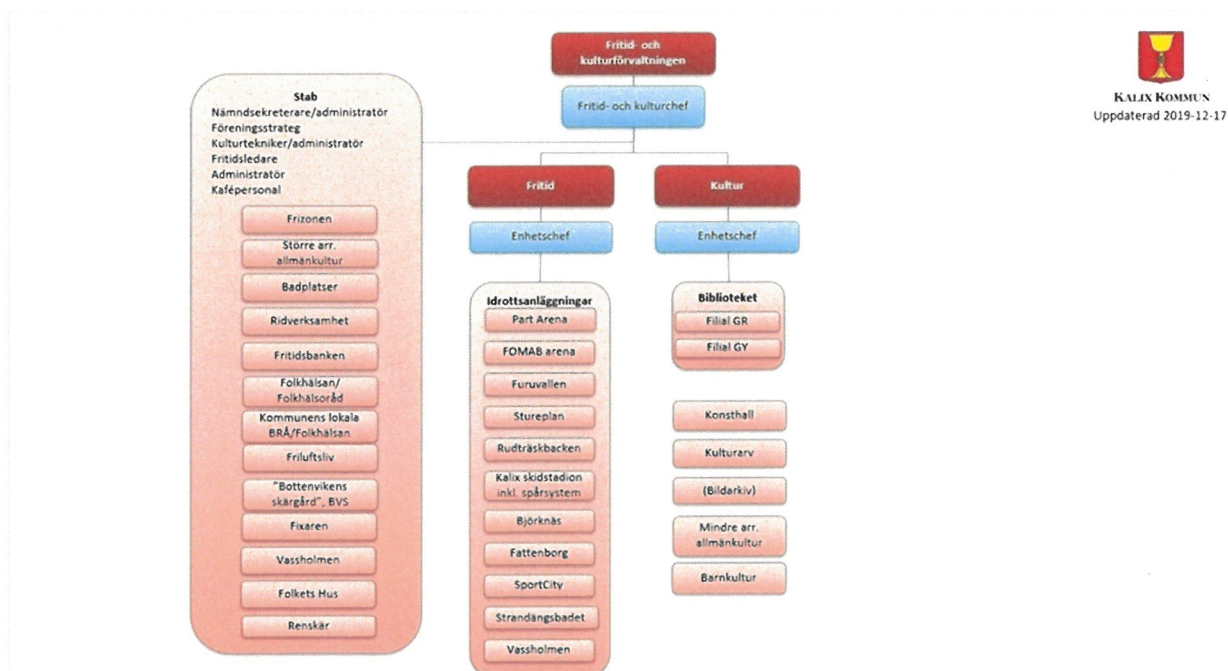 Fritid- och
kulturförvaltningen
Fritid- och kulturchef
KALIX KOMMUN
Uppdaterad 2019-12-17
Stab
Nämndsekreterare/administratör
Föreningsstrateg
Kulturtekniker/administratör
Fritidsledare
Administratör
Kafépersonal
Frizonen
Större arr.
allmänkultur
Badplatser
Ridverksamhet
Fritidsbanken
Folkhälsan/
Folkhälsoråd
Kommunens lokala
BRÅ/Folkhälsan
Friluftsliv
"Bottenvikens
skärgård", BVS
Fixaren
Vassholmen
Folkets Hus
Renskär
Fritid
Enhetschef
Idrottsanläggningar
Part Arena
FOMAB arena
Furuvallen
Stureplan
Rudträskbacken
Kalix skidstadion
inkl. spårsystem
Björknäs
Fattenborg
SportCity
Strandängsbadet
Vassholmen
Kultur
Enhetschef
Biblioteket
Filial GR
Filial GY
Konsthall
Kulturarv
(Bildarkiv)
Mindre arr.
allmänkultur
Barnkultur